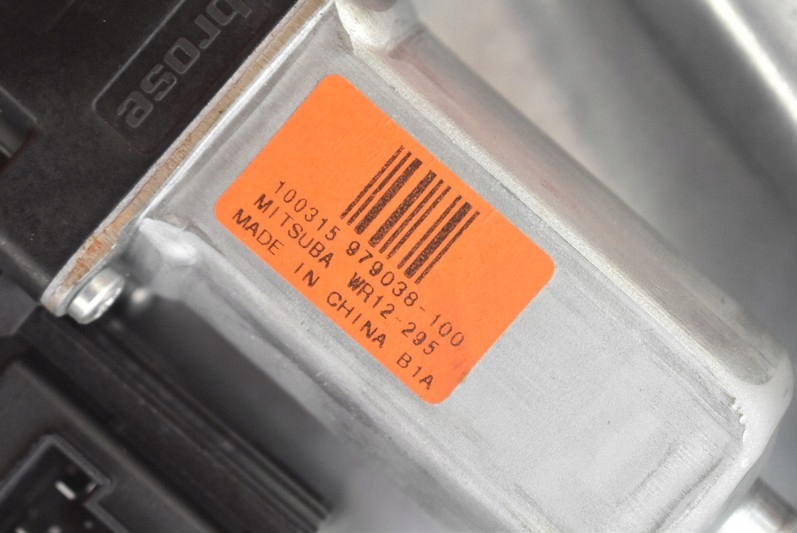 brose
100315 979038-100
MITSUBA WR12-295
MADE IN CHINA B1A